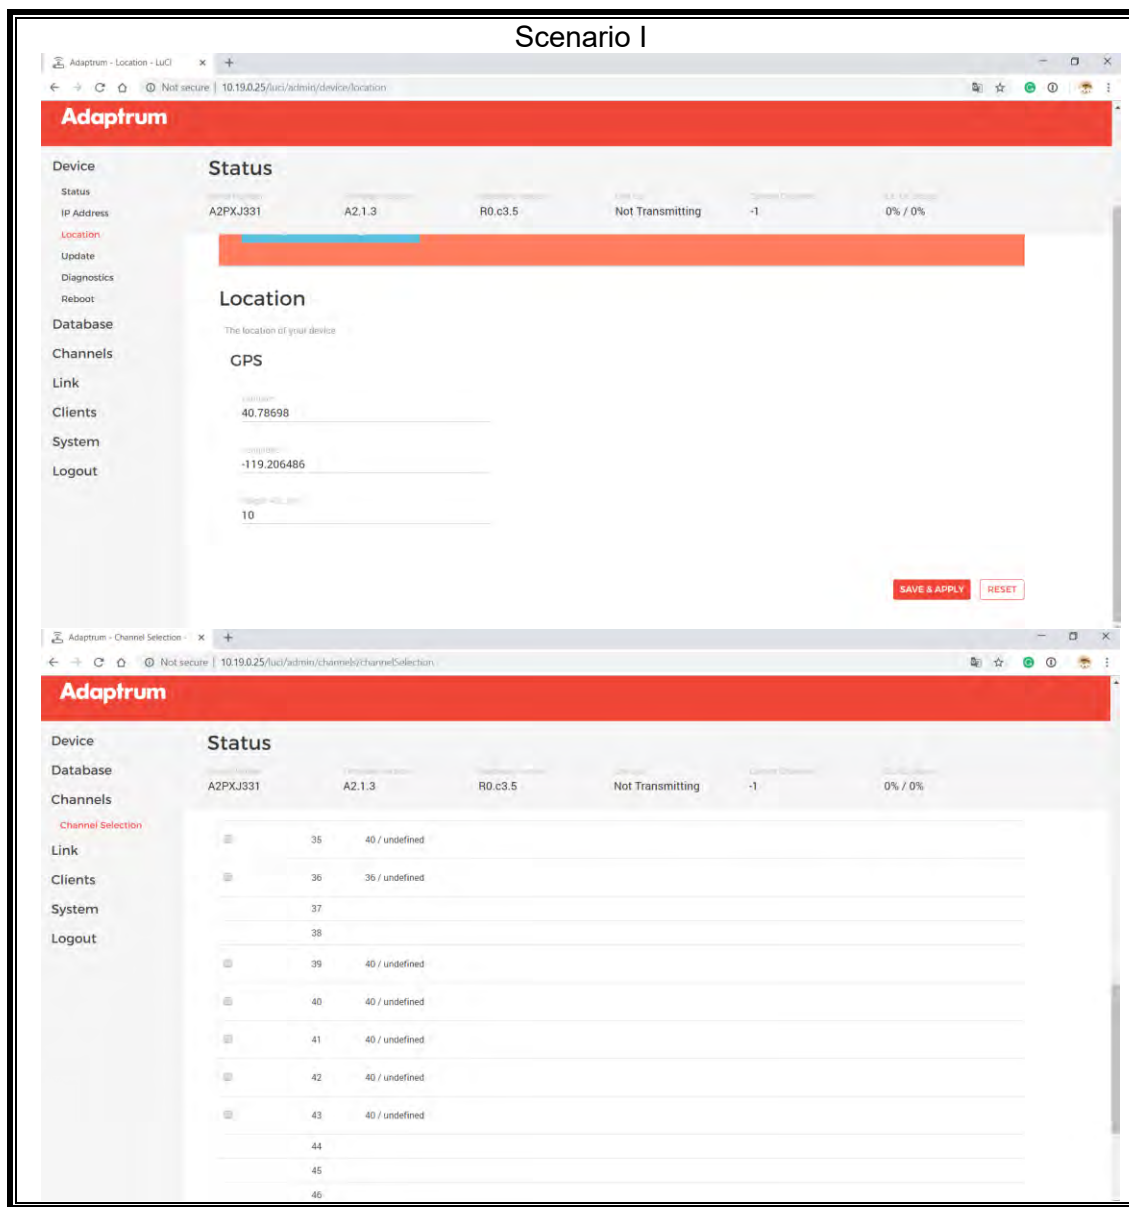 Scenario I
Adaptrum - Location - LuCI
Not secure | 10.19.0.25/luci/admin/device/location
Adaptrum
Device
Status
IP Address
Location
Update
Diagnostics
Reboot
Database
Channels
Link
Clients
System
Logout
Status
A2PXJ331 A2.1.3 R0.c3.5 Not Transmitting -1 0% / 0%
Location
The location of your device
GPS
40.78698
-119.206486
10
SAVE & APPLY RESET
Adaptrum - Channel Selection -
Not secure | 10.19.0.25/luci/admin/channels/channelSelection
Adaptrum
Device
Database
Channels
Channel Selection
Link
Clients
System
Logout
Status
A2PXJ331 A2.1.3 R0.c3.5 Not Transmitting -1 0% / 0%
35 40 / undefined
36 36 / undefined
37
38
39 40 / undefined
40 40 / undefined
41 40 / undefined
42 40 / undefined
43 40 / undefined
44
45
46